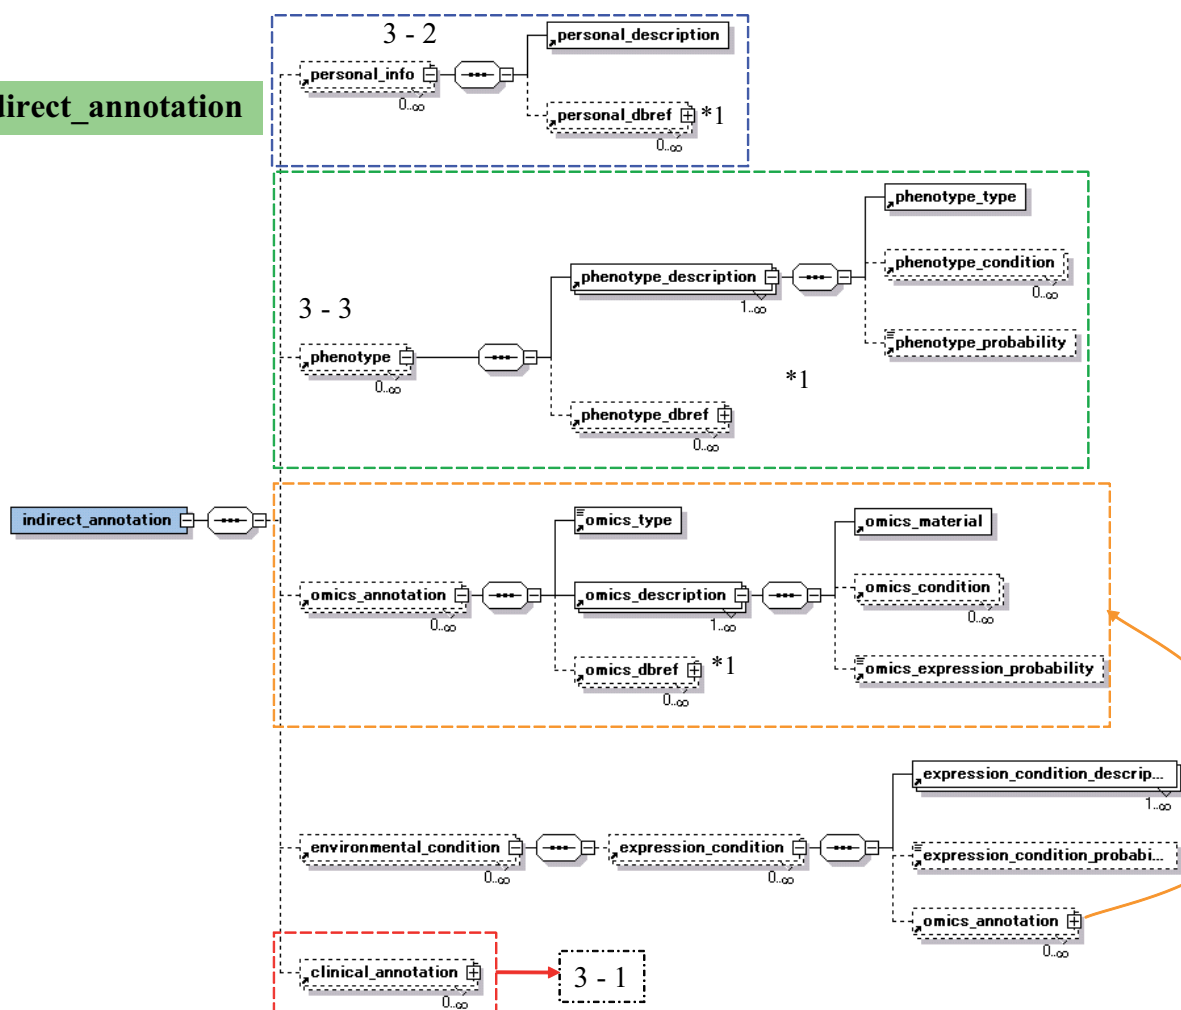 3 - 2
personal_description
personal_info
0..∞
direct_annotation
personal_dbref
*1
0..∞
phenotype_type
phenotype_condition
0..∞
phenotype_description
1..∞
3 - 3
phenotype_probability
phenotype
0..∞
*1
phenotype_dbref
0..∞
indirect_annotation
omics_type
omics_material
omics_annotation
0..∞
omics_description
1..∞
omics_condition
0..∞
omics_dbref
*1
0..∞
omics_expression_probability
expression_condition_descrip...
1..∞
environmental_condition
0..∞
expression_condition
0..∞
expression_condition_probabi...
omics_annotation
0..∞
clinical_annotation
0..∞
3 - 1